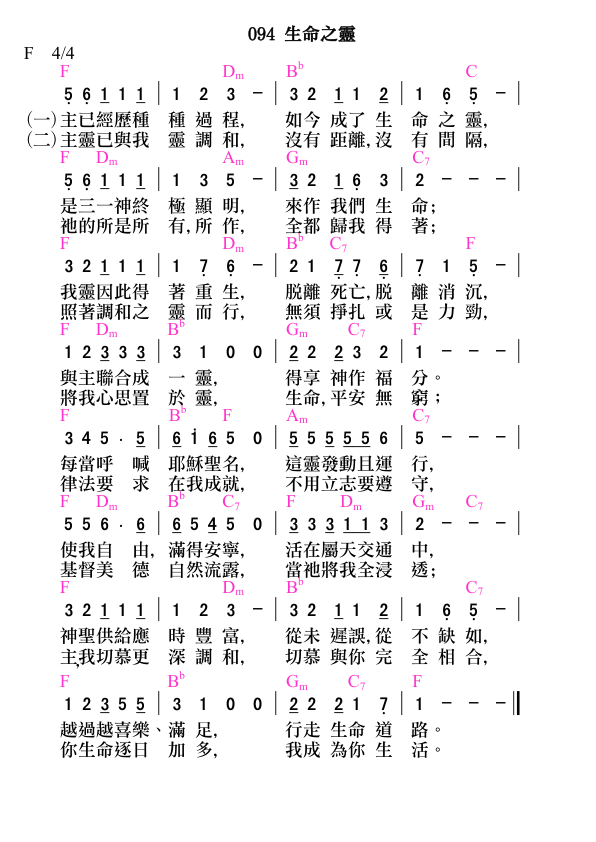 094 生命之靈
F 4/4
F Dm Bb C
5 6 1 1 1 | 1 2 3 - | 3 2 1 1 2 | 1 6 5 - |
(一)主已經歷種 種過程, 如今成了生 命之靈,
(二)主靈已與我 靈調和, 沒有距離,沒 有間隔,
F Dm Am Gm C7
5 6 1 1 1 | 1 3 5 - | 3 2 1 6 3 | 2 - - - |
是三一神終 極顯明, 來作我們生 命;
祂的所是所 有,所作, 全都歸我得 著;
F Dm Bb C7 F
3 2 1 1 1 | 1 7 6 - | 2 1 7 7 6 | 7 1 5 - |
我靈因此得 著重生, 脫離死亡,脫 離消沉,
照著調和之 靈而行, 無須掙扎或 是力勁,
F Dm Bb Gm C7 F
1 2 3 3 3 | 3 1 0 0 | 2 2 2 3 2 | 1 - - - |
與主聯合成 一靈, 得享神作福 分。
將我心思置 於靈, 生命,平安無 窮;
F Bb F Am C7
3 4 5 · 5 | 6 i 6 5 0 | 5 5 5 5 5 6 | 5 - - - |
每當呼 喊 耶穌聖名, 這靈發動且運 行,
律法要 求 在我成就, 不用立志要遵 守,
F Dm Bb C7 F Dm Gm C7
5 5 6 · 6 | 6 5 4 5 0 | 3 3 3 1 1 3 | 2 - - - |
使我自 由, 滿得安寧, 活在屬天交通 中,
基督美 德 自然流露, 當祂將我全浸 透;
F Dm Bb C7
3 2 1 1 1 | 1 2 3 - | 3 2 1 1 2 | 1 6 5 - |
神聖供給應 時豐富, 從未遲誤,從 不缺如,
主,我切慕更 深調和, 切慕與你完 全相合,
F Bb Gm C7 F
1 2 3 5 5 | 3 1 0 0 | 2 2 2 1 7 | 1 - - - ‖
越過越喜樂、滿足, 行走生命道 路。
你生命逐日 加多, 我成為你生 活。